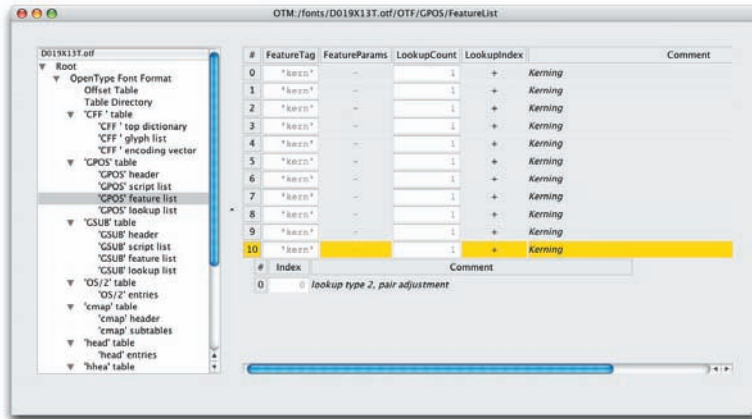 OTM:/fonts/D019X13T.otf/OTF/GPOS/FeatureList
D019X13T.otf
Root
OpenType Font Format
Offset Table
Table Directory
'CFF ' table
'CFF ' top dictionary
'CFF ' glyph list
'CFF ' encoding vector
'GPOS' table
'GPOS' header
'GPOS' script list
'GPOS' feature list
'GPOS' lookup list
'GSUB' table
'GSUB' header
'GSUB' script list
'GSUB' feature list
'GSUB' lookup list
'OS/2' table
'OS/2' entries
'cmap' table
'cmap' header
'cmap' subtables
'head' table
'head' entries
'hhea' table
# FeatureTag FeatureParams LookupCount LookupIndex Comment
0 "kern" - 1 + Kerning
1 "kern" - 1 + Kerning
2 "kern" - 1 + Kerning
3 "kern" - 1 + Kerning
4 "kern" - 1 + Kerning
5 "kern" - 1 + Kerning
6 "kern" - 1 + Kerning
7 "kern" - 1 + Kerning
8 "kern" - 1 + Kerning
9 "kern" - 1 + Kerning
10 "kern" - 1 + Kerning
# Index Comment
0 0 lookup type 2, pair adjustment